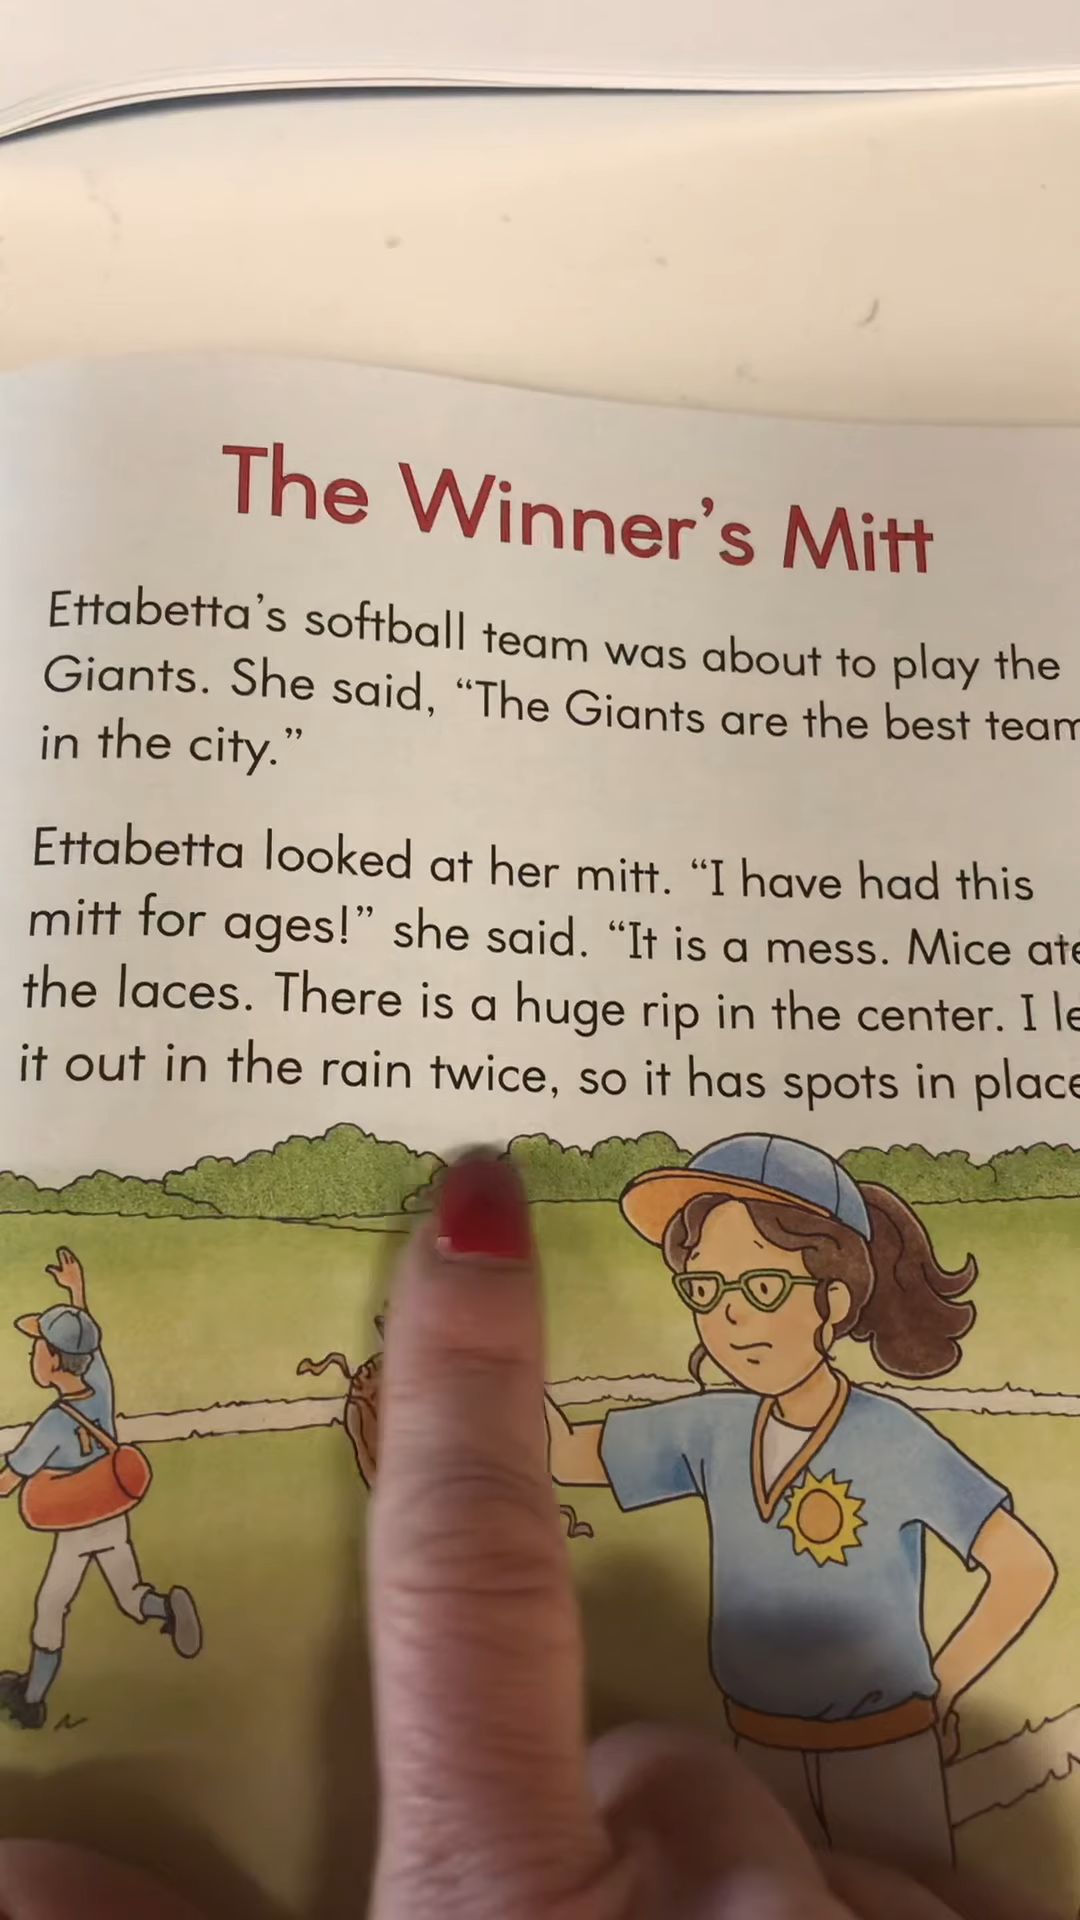 The Winner's Mitt
Ettabetta's softball team was about to play the
Giants. She said, “The Giants are the best team
in the city.”
Ettabetta looked at her mitt. “I have had this
mitt for ages!” she said. “It is a mess. Mice ate
the laces. There is a huge rip in the center. I
it out in the rain twice, so it has spots in